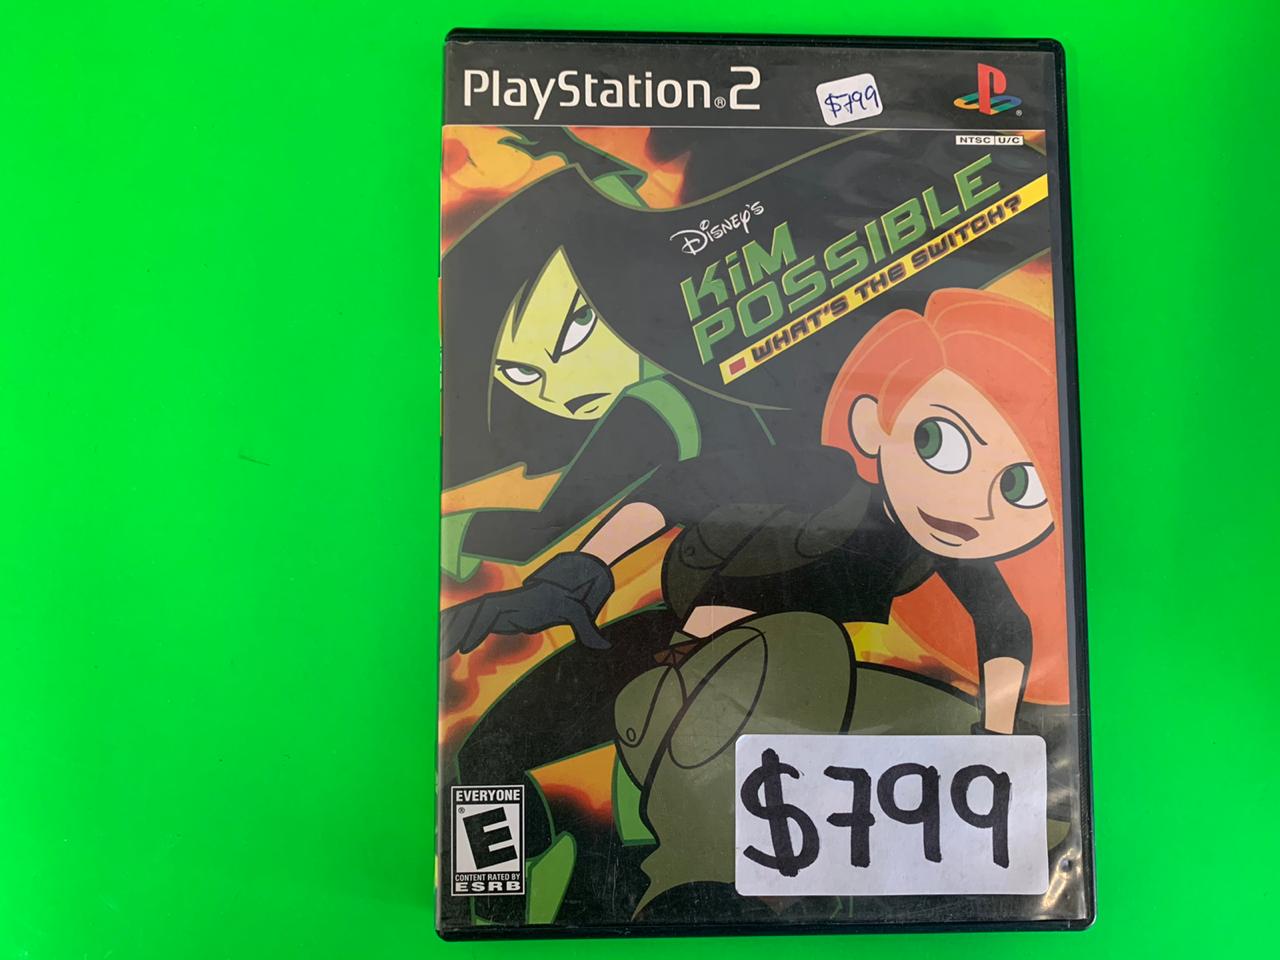 PlayStation®2
$799
NTSC U/C
Disney's
KiM
POSSIBLE
WHAT'S THE SWITCH?
$799
EVERYONE
E
®
CONTENT RATED BY
ESRB